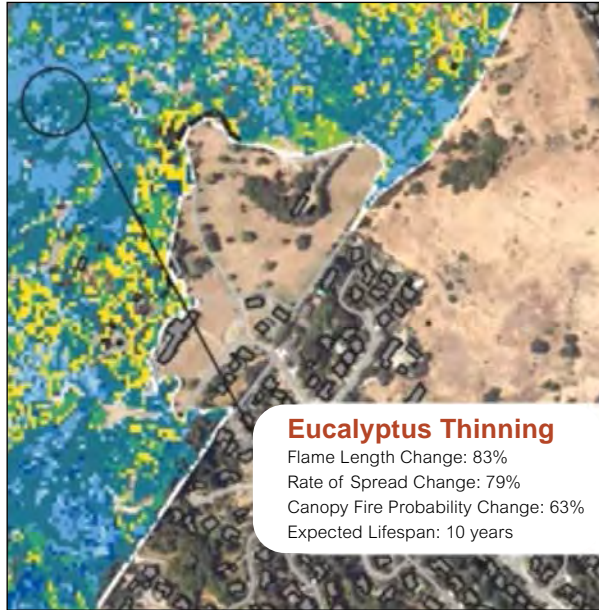 Eucalyptus Thinning
Flame Length Change: 83%
Rate of Spread Change: 79%
Canopy Fire Probability Change: 63%
Expected Lifespan: 10 years